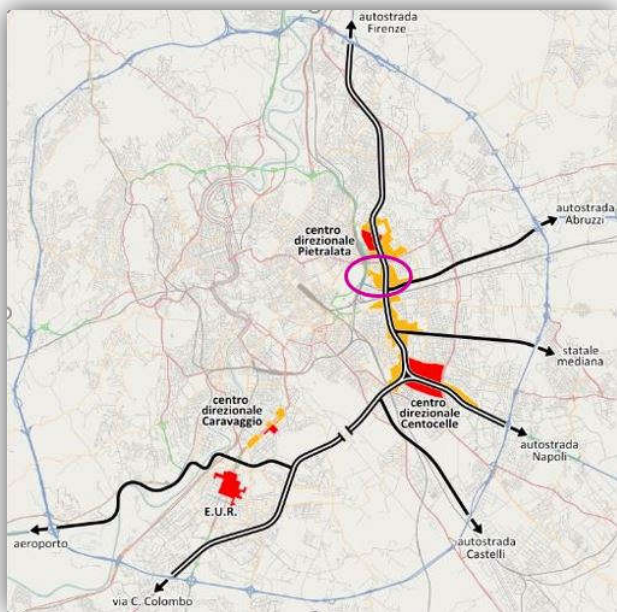 autostrada
Firenze
autostrada
Abruzzi
centro
direzionale
Pietralata
statale
mediana
centro
direzionale
Caravaggio
centro
direzionale
Centocelle
autostrada
Napoli
E.U.R.
aeroporto
autostrada
Castelli
via C. Colombo